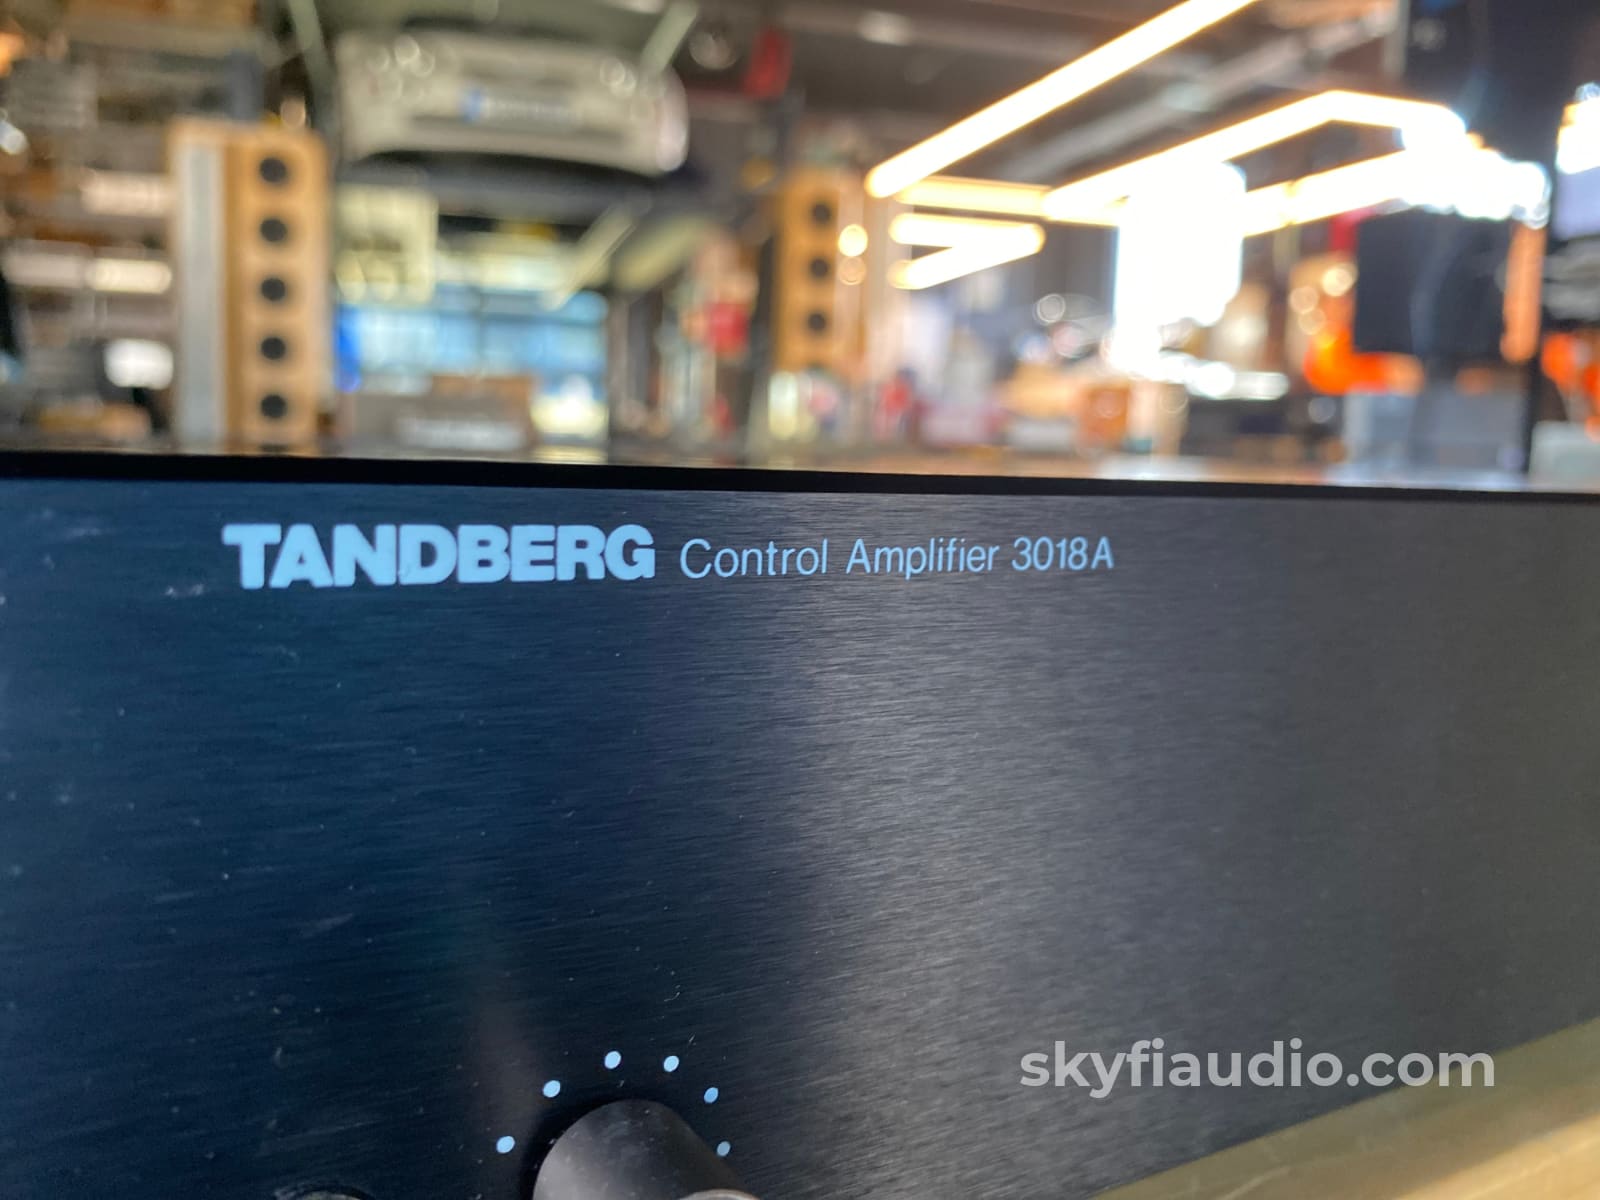 TANDBERG Control Amplifier 3018A
skyfiaudio.com